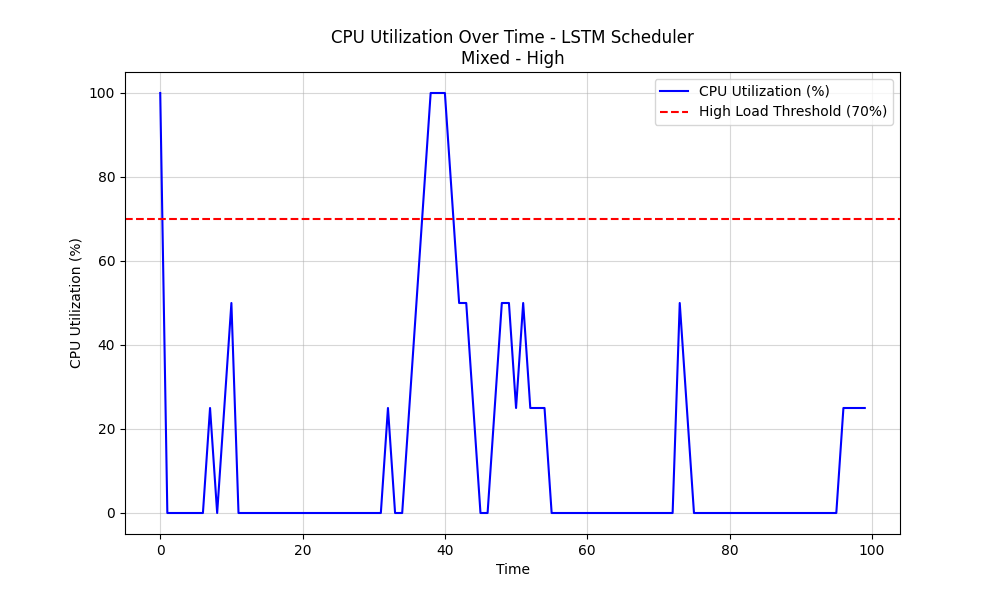 CPU Utilization Over Time - LSTM Scheduler
Mixed - High
CPU Utilization (%)
High Load Threshold (70%)
CPU Utilization (%)
100
80
60
40
20
0
0 20 40 60 80 100
Time